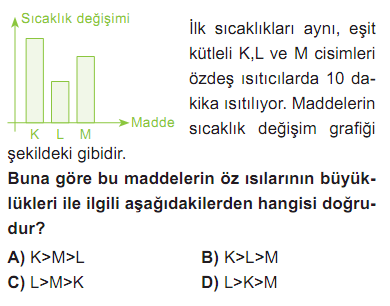 Sıcaklık değişimi
K L M
Madde
İlk sıcaklıkları aynı, eşit
kütleli K,L ve M cisimleri
özdeş ısıtıcılarda 10 da-
kika ısıtılıyor. Maddelerin
sıcaklık değişim grafiği
şekildeki gibidir.
Buna göre bu maddelerin öz ısılarının büyük-
lükleri ile ilgili aşağıdakilerden hangisi doğru-
dur?
A) K>M>L B) K>L>M
C) L>M>K D) L>K>M